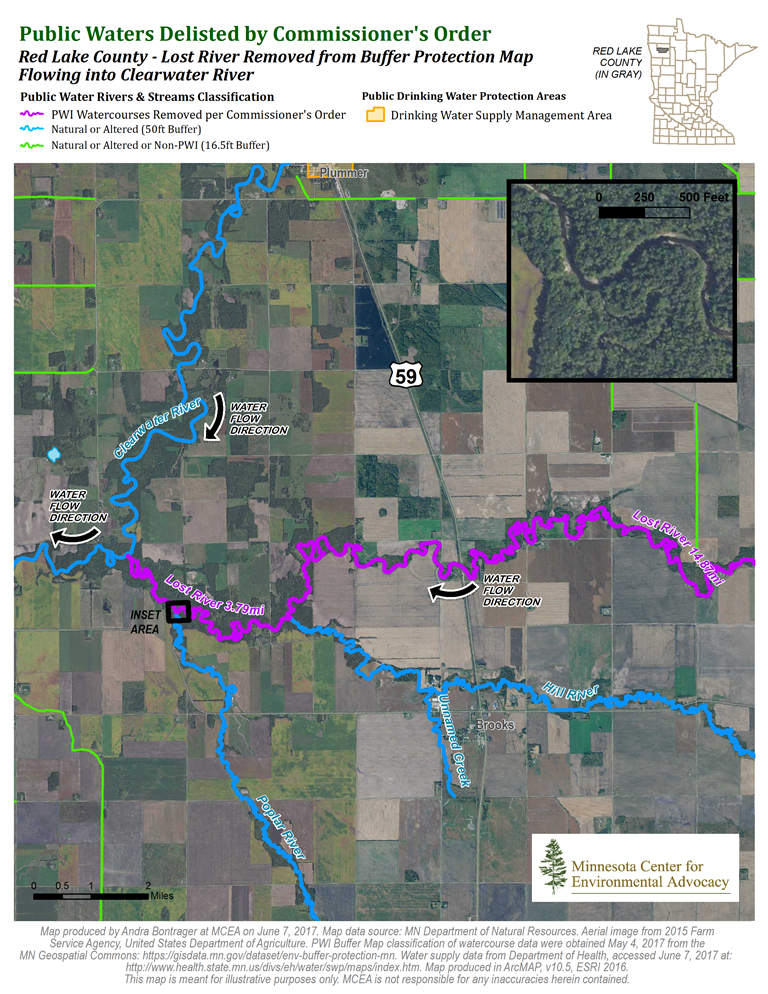 Public Waters Delisted by Commissioner's Order
Red Lake County - Lost River Removed from Buffer Protection Map
Flowing into Clearwater River
RED LAKE
COUNTY
(IN GRAY)
Public Water Rivers & Streams Classification
PWI Watercourses Removed per Commissioner's Order
Natural or Altered (50ft Buffer)
Natural or Altered or Non-PWI (16.5ft Buffer)
Public Drinking Water Protection Areas
Drinking Water Supply Management Area
Plummer
0 250 500 Feet
59
Clearwater River
WATER
FLOW
DIRECTION
WATER
FLOW
DIRECTION
Lost River 14.87mi
Lost River 3.79mi
WATER
FLOW
DIRECTION
INSET
AREA
Hill River
Unnamed Creek
Brooks
Poplar River
0 0.5 1 2
Miles
Minnesota Center for
Environmental Advocacy
Map produced by Andra Bontrager at MCEA on June 7, 2017. Map data source: MN Department of Natural Resources. Aerial image from 2015 Farm
Service Agency, United States Department of Agriculture. PWI Buffer Map classification of watercourse data were obtained May 4, 2017 from the
MN Geospatial Commons: https://gisdata.mn.gov/dataset/env-buffer-protection-mn. Water supply data from Department of Health, accessed June 7, 2017 at:
http://www.health.state.mn.us/divs/eh/water/swp/maps/index.htm. Map produced in ArcMAP, v10.5, ESRI 2016.
This map is meant for illustrative purposes only. MCEA is not responsible for any inaccuracies herein contained.